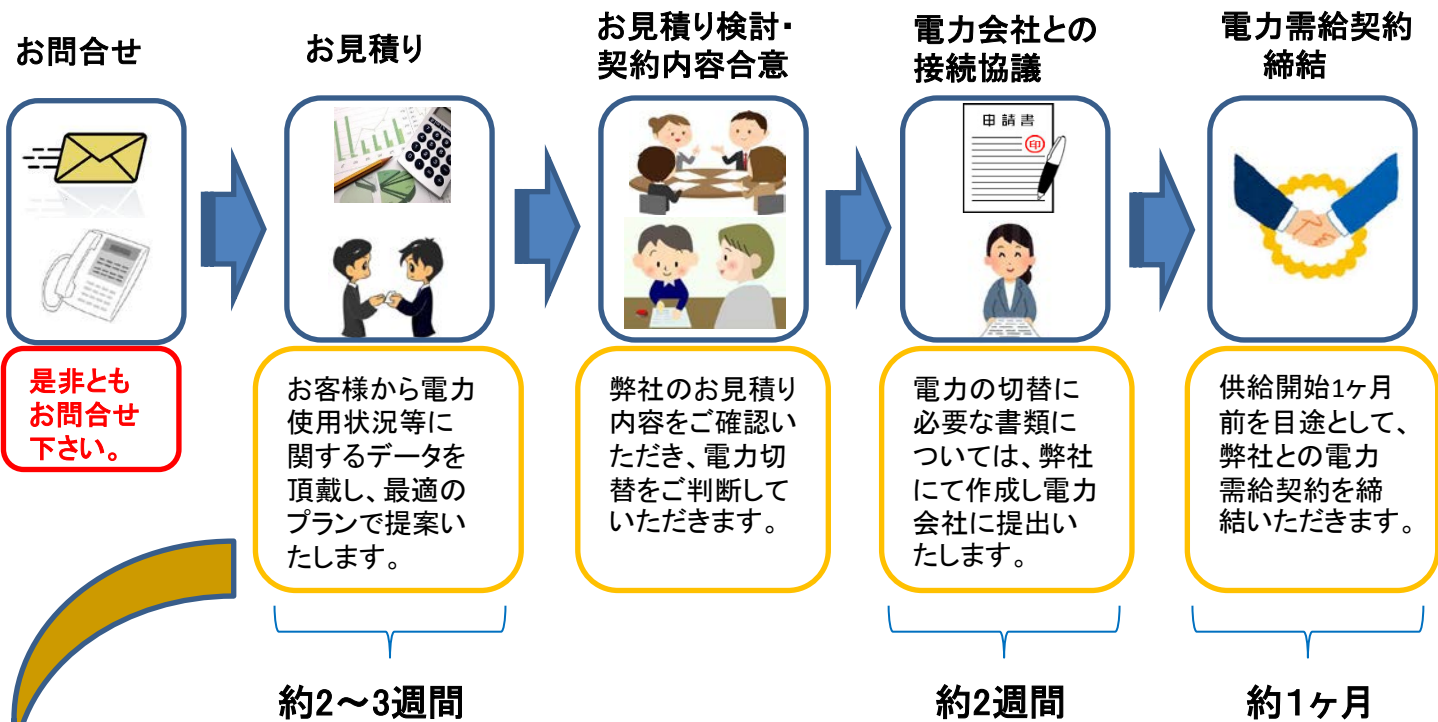 お問合せ
お見積り
お見積り検討・
契約内容合意
電力会社との
接続協議
電力需給契約
締結
申請書
印
是非とも
お問合せ
下さい。
お客様から電力
使用状況等に
関するデータを
頂戴し、最適の
プランで提案い
たします。
弊社のお見積り
内容をご確認い
ただき、電力切
替をご判断して
いただきます。
電力の切替に
必要な書類に
ついては、弊社
にて作成し電力
会社に提出い
たします。
供給開始1ヶ月
前を目途として、
弊社との電力
需給契約を締
結いただきます。
約2～3週間
約2週間
約1ヶ月